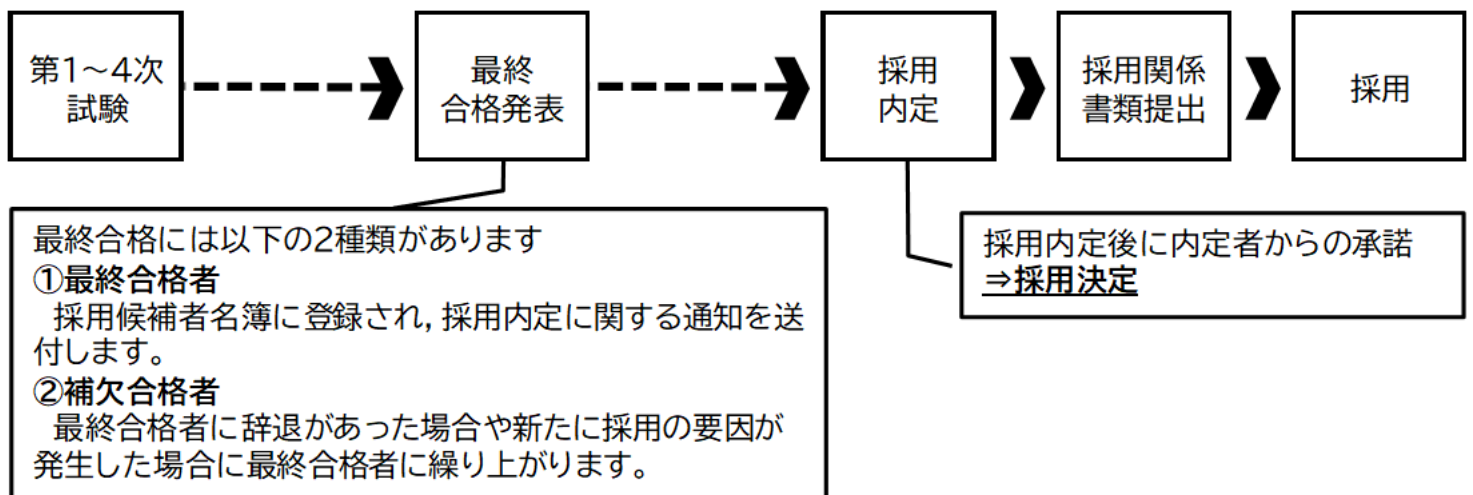 第1～4次
試験
最終
合格発表
採用
内定
採用関係
書類提出
採用
最終合格には以下の2種類があります
①最終合格者
採用候補者名簿に登録され，採用内定に関する通知を送
付します。
②補欠合格者
最終合格者に辞退があった場合や新たに採用の要因が
発生した場合に最終合格者に繰り上がります。
採用内定後に内定者からの承諾
⇒採用決定